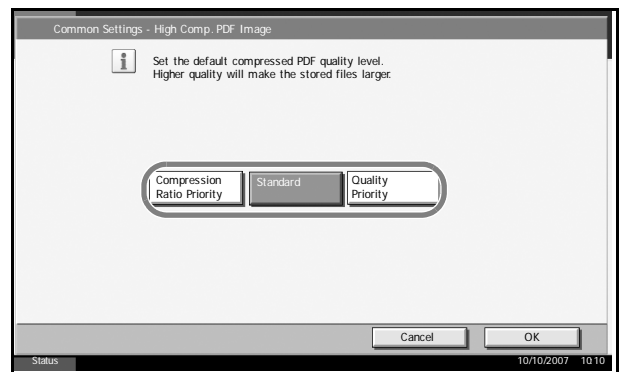 Common Settings - High Comp. PDF Image
Set the default compressed PDF quality level.
Higher quality will make the stored files larger.
Compression
Ratio Priority
Standard
Quality
Priority
Cancel
OK
Status
10/10/2007 10:10